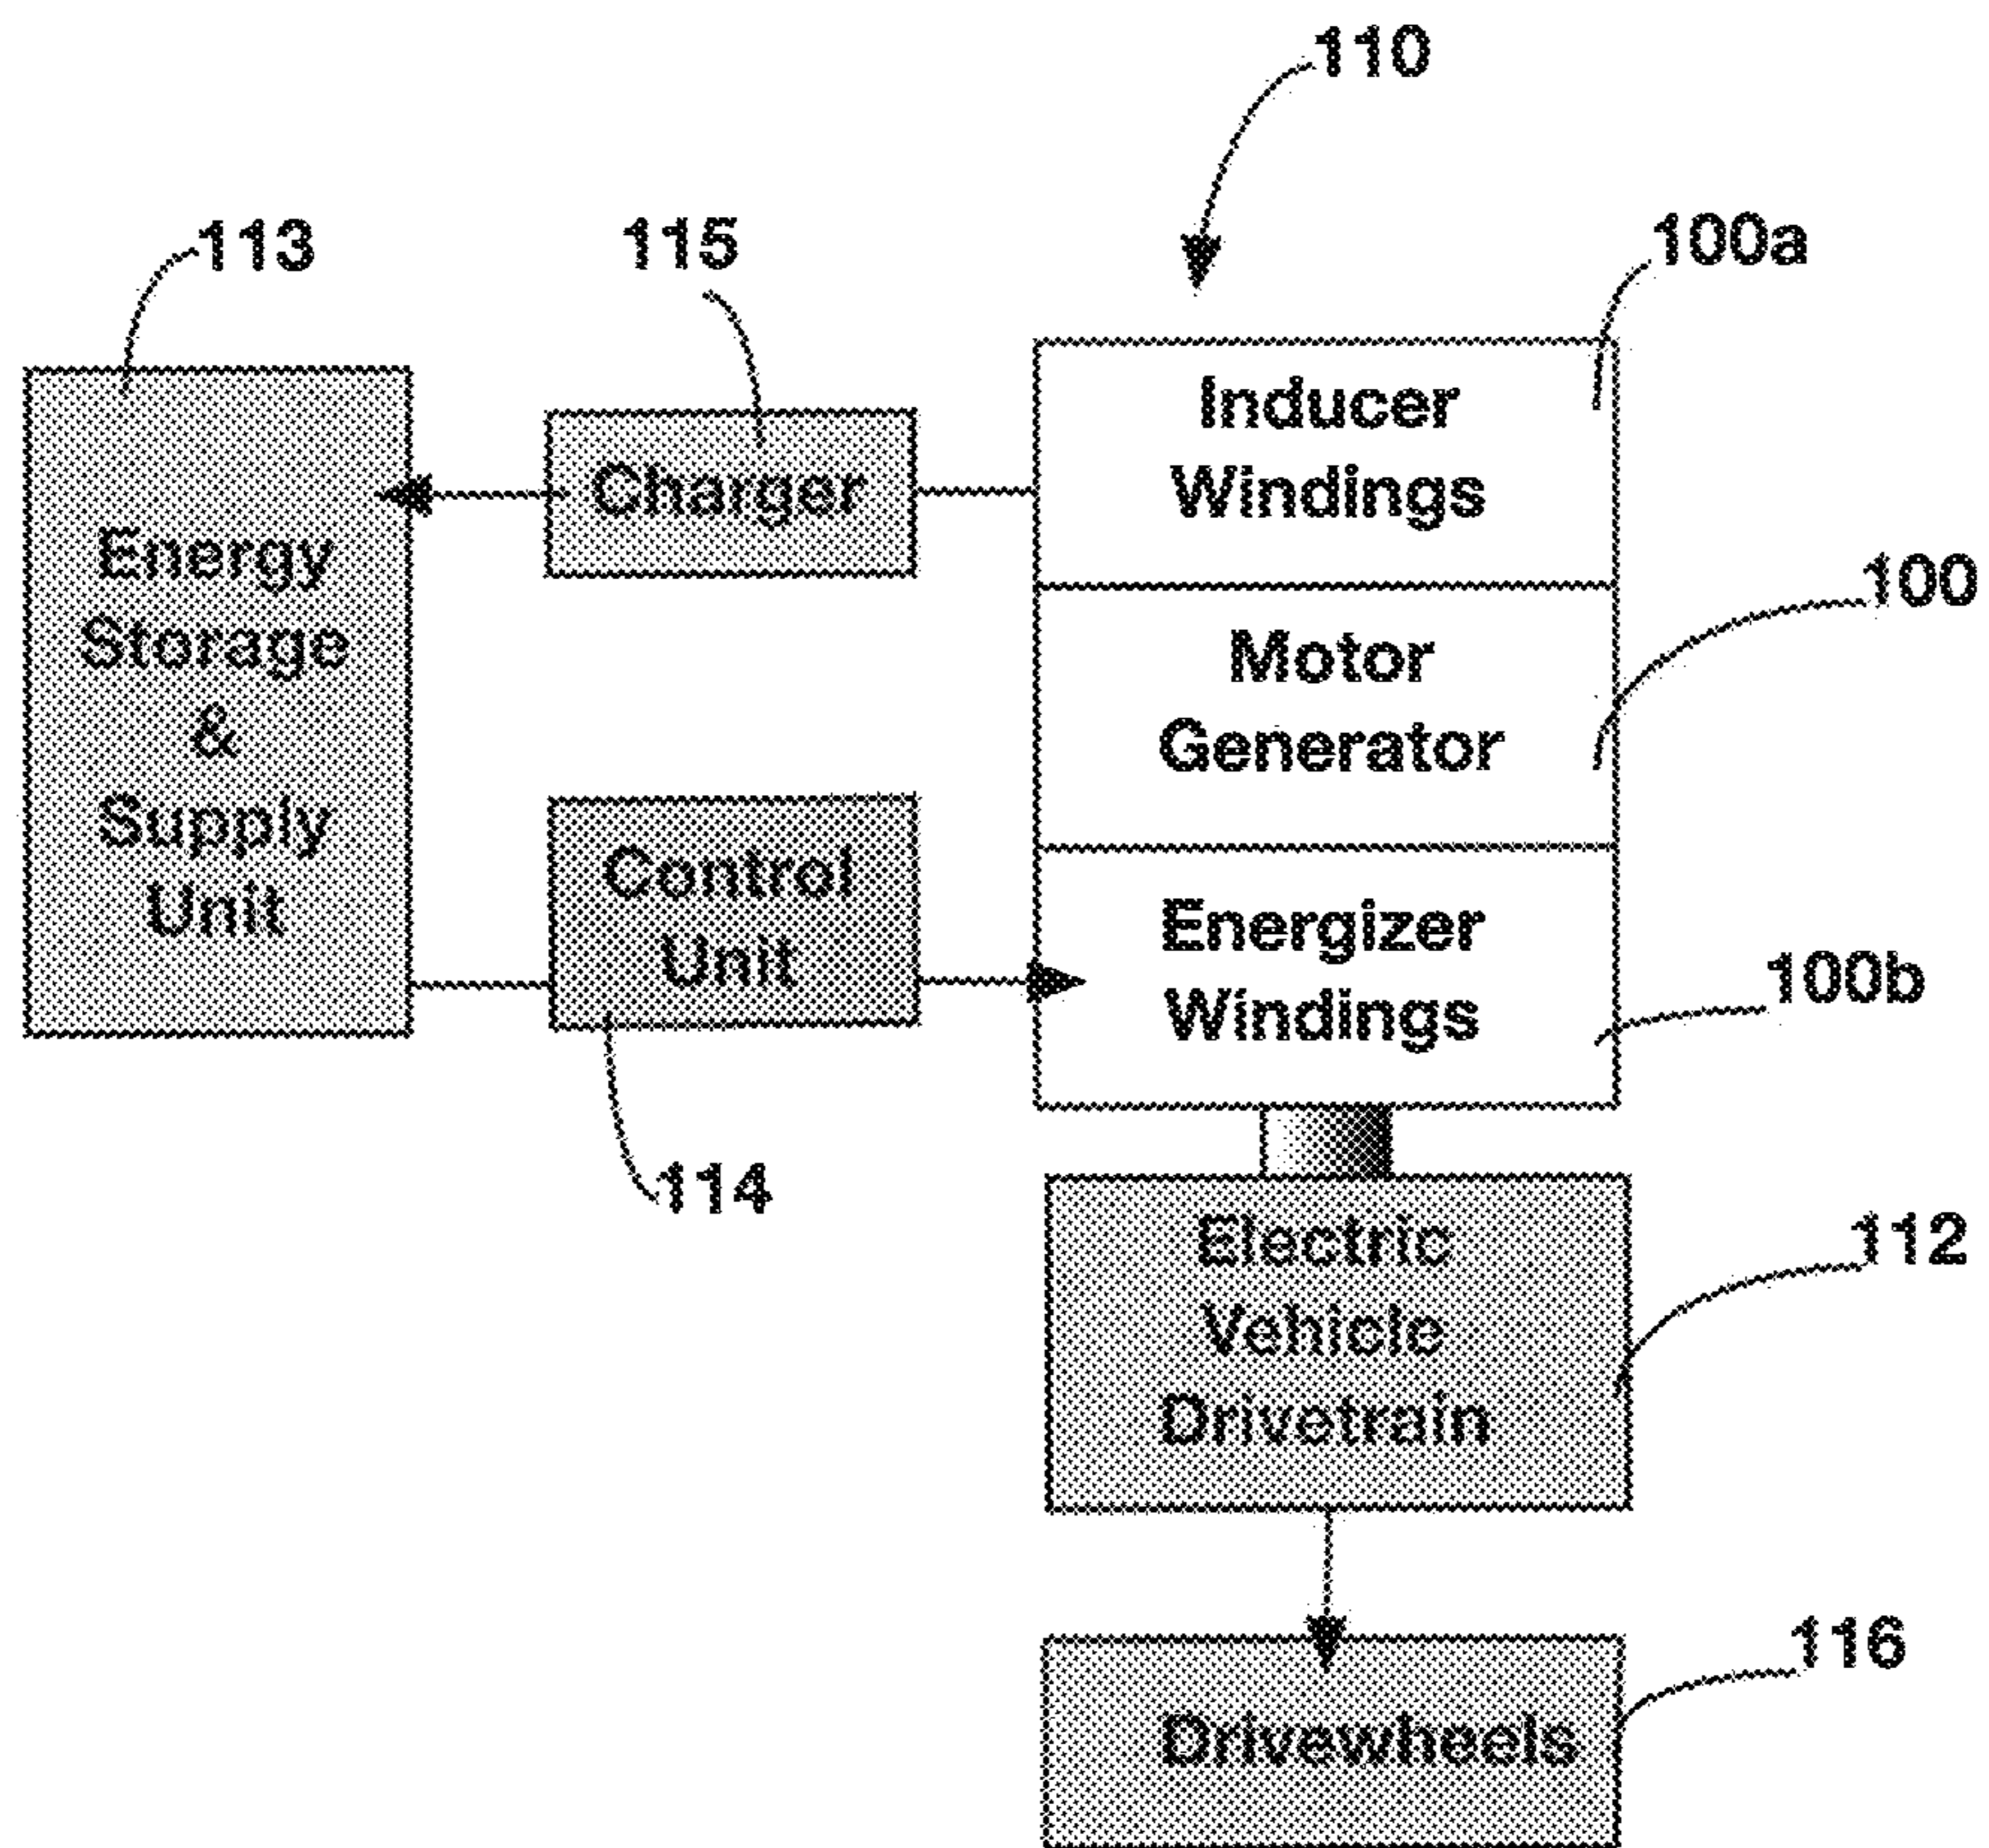 110
113
115
100a
Inducer
Windings
Charger
Energy
Storage
&
Supply
Unit
100
Motor
Generator
Control
Unit
Energizer
Windings
100b
114
Electric
Vehicle
Drivetrain
112
116
Drivewheels